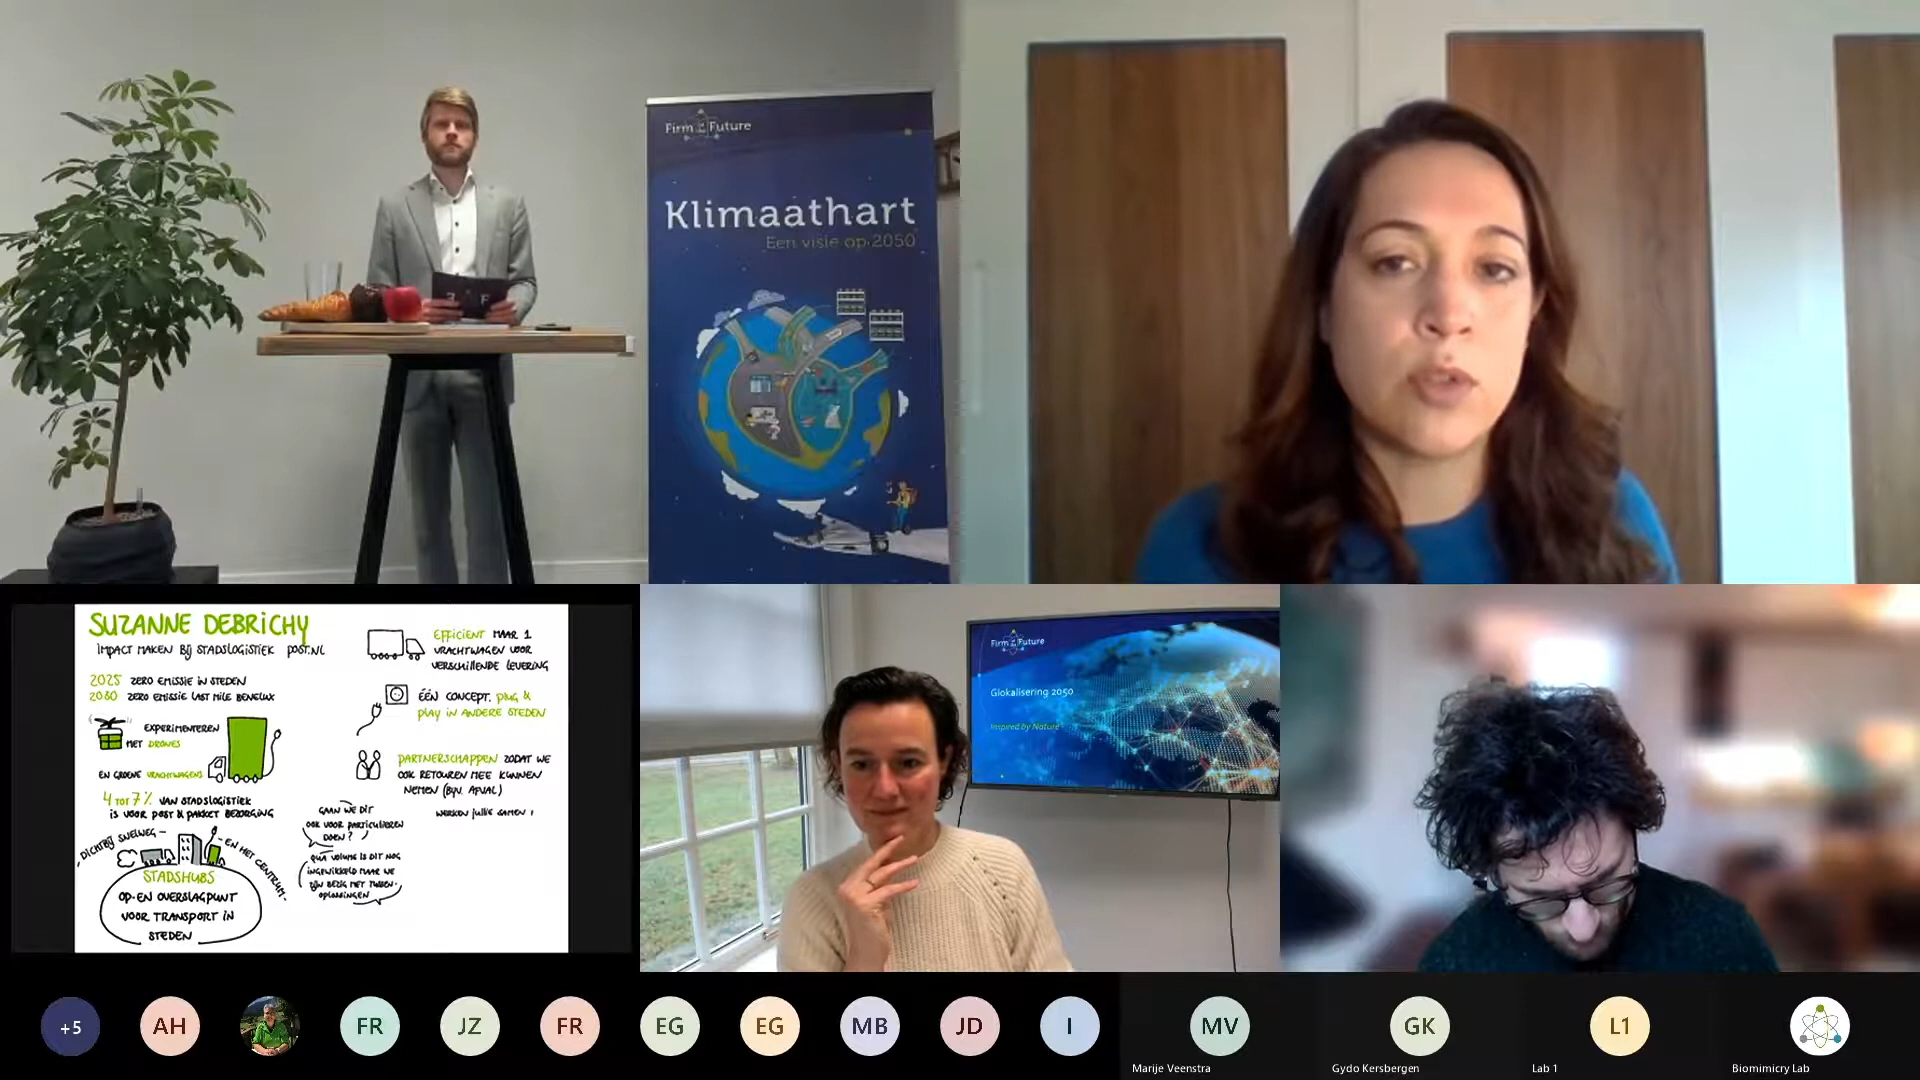 Firm of the Future
Klimaathart
Een visie op 2050
SUZANNE DEBRICHY
IMPACT MAKEN BIJ STADSLOGISTIEK POST.NL
2025 ZERO EMISSIE IN STEDEN
2030 ZERO EMISSIE LAST MILE BENELUX
EXPERIMENTEREN
MET DRONES
EN GROENE VRACHTWAGENS
4 TOT 7% VAN STADSLOGISTIEK
IS VOOR POST & PAKKET BEZORGING
DICHTBIJ SNELWEG
EN HET CENTRUM
STADSHUBS
OP-EN OVERSLAGPUNT
VOOR TRANSPORT IN
STEDEN
EFFICIENT MAAR 1
VRACHTWAGEN VOOR
VERSCHILLENDE LEVERING
ÉÉN CONCEPT, PLUG &
PLAY IN ANDERE STEDEN
PARTNERSCHAPPEN ZODAT WE
OOK RETOUREN MEE KUNNEN
NEMEN (BYV. AFVAL)
WERKEN JULLIE SAMEN
GAAN WE DIT
OOK VOOR PARTICULIEREN
DOEN?
QUA VOLUME IS DIT NOG
INGEWIKKELD MAAR WE
ZIJN BEZIG MET TUSSEN-
OPLOSSINGEN
Firm of the Future
Glokalisering 2050
Inspired by Nature
+5
AH
FR
JZ
FR
EG
EG
MB
JD
I
MV
GK
L1
Marije Veenstra
Gydo Kersbergen
Lab 1
Biomimicry Lab